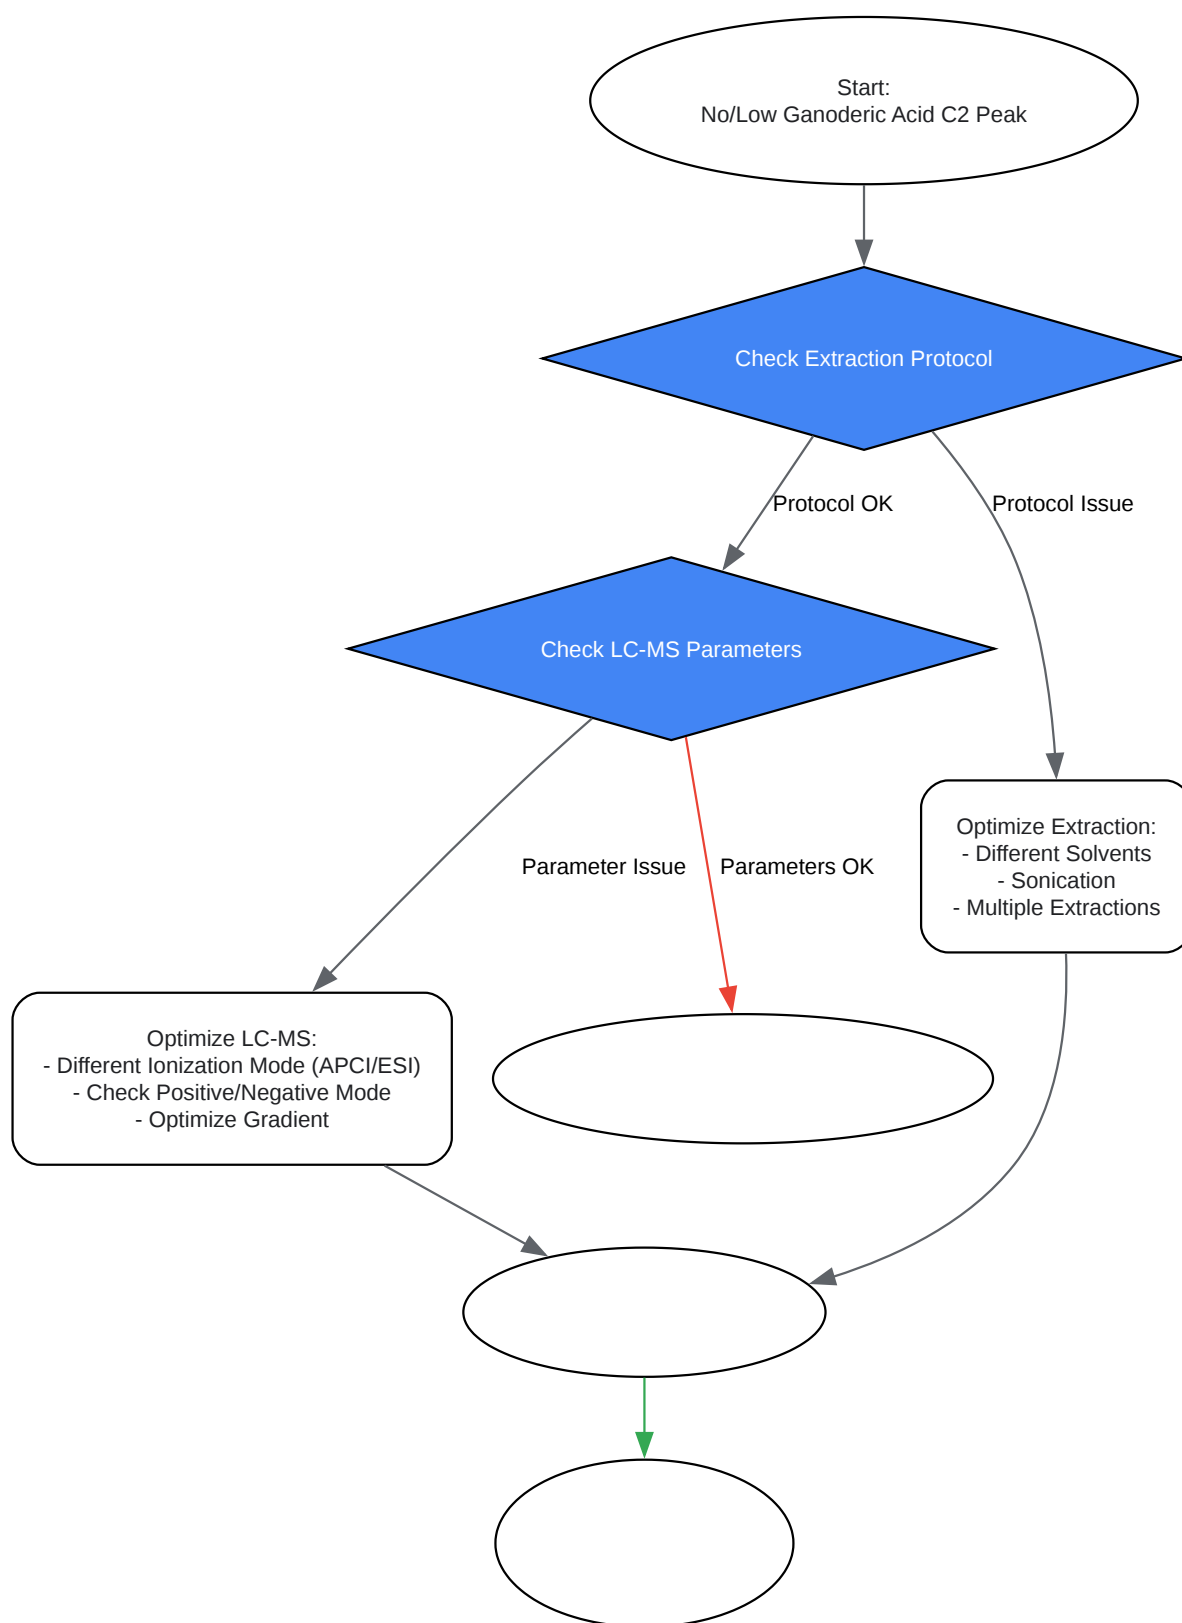 Start:
No/Low Ganoderic Acid C2 Peak
Check Extraction Protocol
Protocol OK
Protocol Issue
Check LC-MS Parameters
Parameter Issue
Parameters OK
Optimize Extraction:
- Different Solvents
- Sonication
- Multiple Extractions
Optimize LC-MS:
- Different Ionization Mode (APCI/ESI)
- Check Positive/Negative Mode
- Optimize Gradient